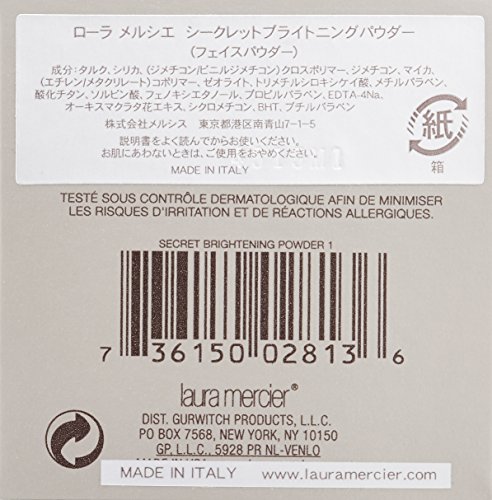 ローラ メルシエ シークレットブライトニングパウダー
(フェイスパウダー)
成分:タルク、シリカ、(ジメチコン/ビニルジメチコン)クロスポリマー、ジメチコン、マイカ、
(エチレン/メタクリレート)コポリマー、ゼオライト、トリメチルシロキシケイ酸、メチルパラベン、
酸化チタン、ソルビン酸、フェノキシエタノール、プロピルパラベン、EDTA-4Na、
オーキスマクラタ花エキス、シクロメチコン、BHT、ブチルパラベン
株式会社メルシス 東京都港区南青山7-1-5
説明書をよく読んでからお使いください。
お肌にあわないときは、ご使用をおやめください。
MADE IN ITALY
紙
箱
TESTÉ SOUS CONTRÔLE DERMATOLOGIQUE AFIN DE MINIMISER
LES RISQUES D'IRRITATION ET DE RÉACTIONS ALLERGIQUES.
SECRET BRIGHTENING POWDER 1
7 36150 02813 6
laura mercier®
DIST. GURWITCH PRODUCTS, L.L.C.
PO BOX 7568, NEW YORK, NY 10150
GP, L.L.C., 5928 PR NL-VENLO
MADE IN ITALY www.lauramercier.com